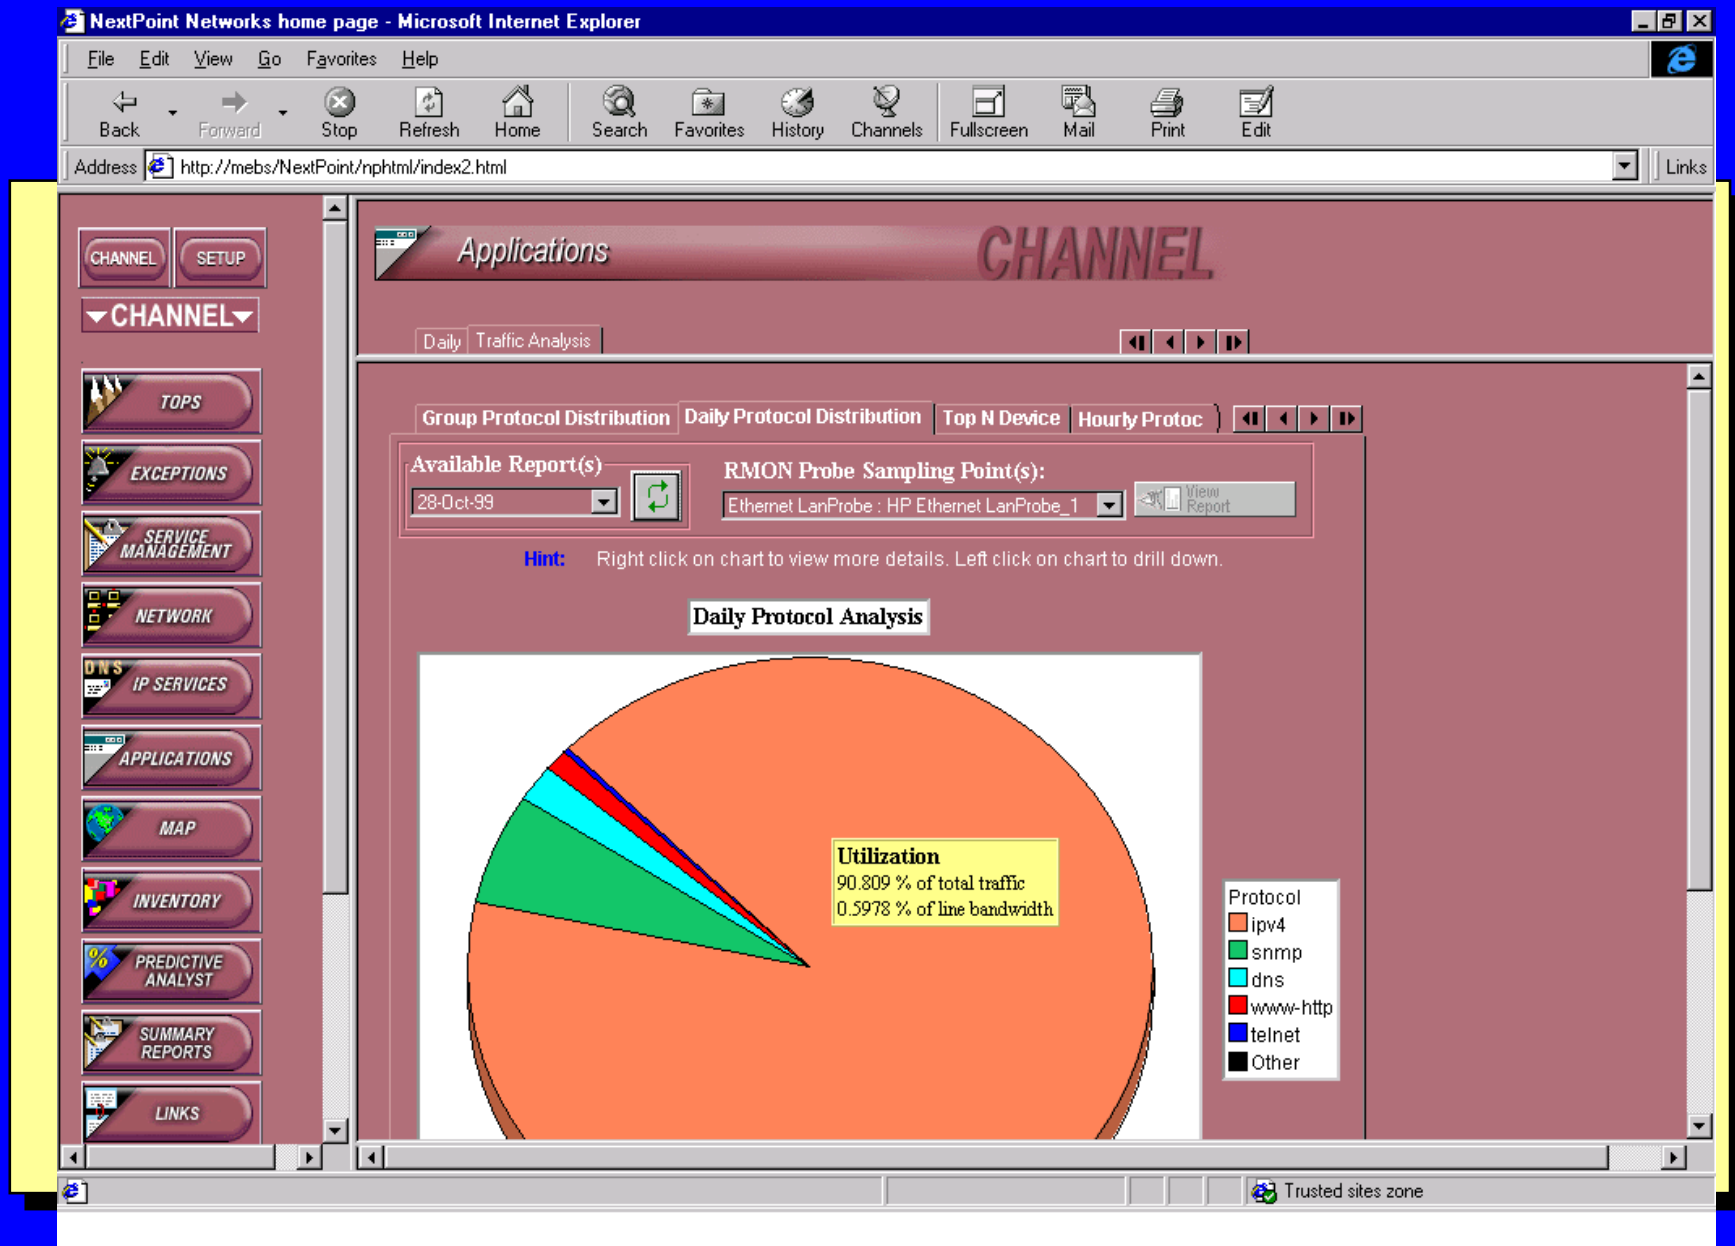 NextPoint Networks home page - Microsoft Internet Explorer
File Edit View Go Favorites Help
Back Forward Stop Refresh Home Search Favorites History Channels Fullscreen Mail Print Edit
Address http://mebs/NextPoint/nphtml/index2.html Links
CHANNEL SETUP
CHANNEL
TOPS
EXCEPTIONS
SERVICE
MANAGEMENT
NETWORK
DNS
IP SERVICES
APPLICATIONS
MAP
INVENTORY
%
PREDICTIVE
ANALYST
SUMMARY
REPORTS
LINKS
Applications CHANNEL
Daily Traffic Analysis
Group Protocol Distribution Daily Protocol Distribution Top N Device Hourly Protoc
Available Report(s)
28-Oct-99
RMON Probe Sampling Point(s):
Ethernet LanProbe : HP Ethernet LanProbe_1
View
Report
Hint: Right click on chart to view more details. Left click on chart to drill down.
Daily Protocol Analysis
Utilization
90.809 % of total traffic
0.5978 % of line bandwidth
Protocol
ipv4
snmp
dns
www-http
telnet
Other
Trusted sites zone